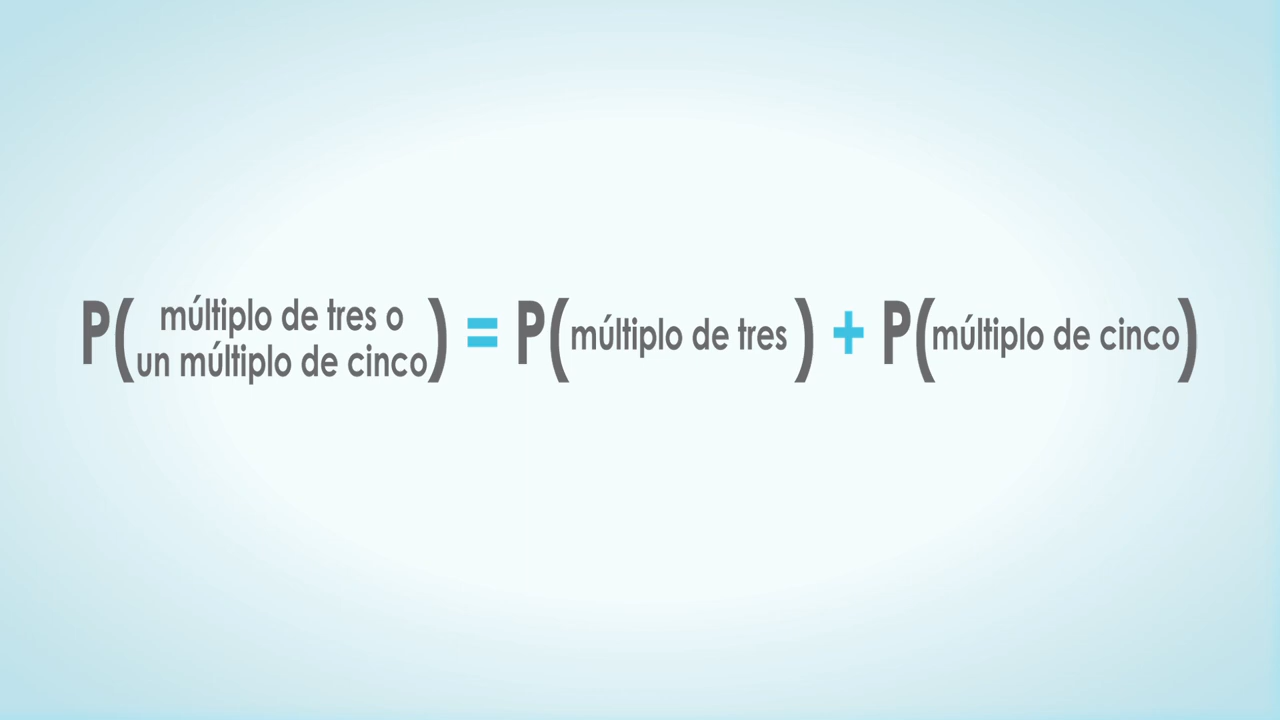 P(múltiplo de tres o
un múltiplo de cinco) = P(múltiplo de tres) + P(múltiplo de cinco)